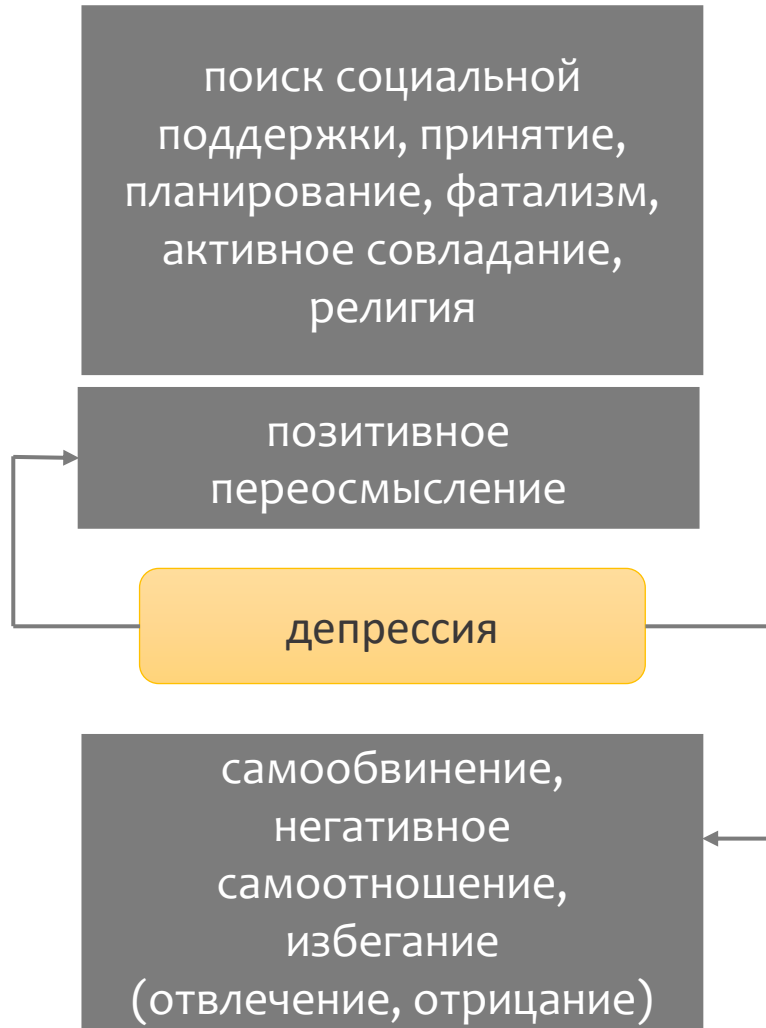 поиск социальной
поддержки, принятие,
планирование, фатализм,
активное совладание,
религия
позитивное
переосмысление
депрессия
самообвинение,
негативное
самоотношение,
избегание
(отвлечение, отрицание)